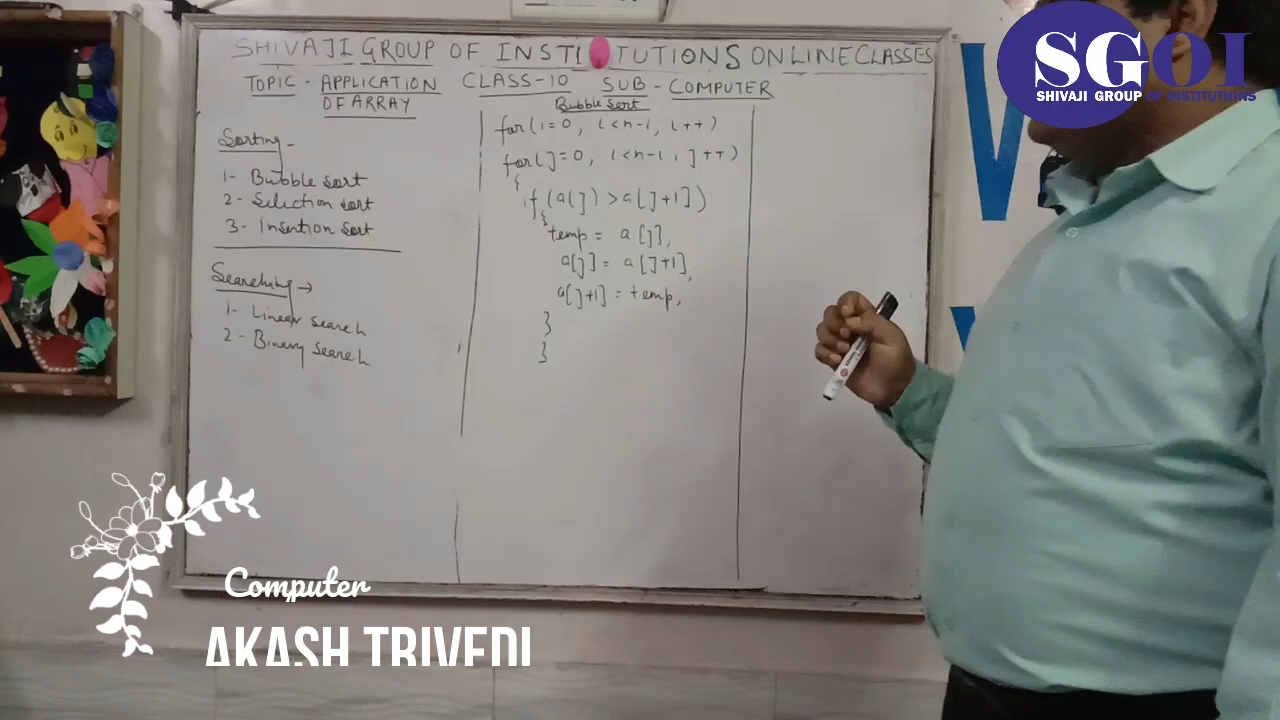 SHIVAJI GROUP OF INSTITUTIONS ONLINE CLASSES
TOPIC - APPLICATION OF ARRAY
CLASS-10 SUB - COMPUTER
Sorting -
1- Bubble sort
2- Selection sort
3- Insertion sort
Searching →
1- Linear search
2- Binary search
Bubble Sort
for(i=0, i<n-1, i++)
for(j=0, i<n-1, j++)
{
if (a(j) > a[j+1])
{
temp = a[j],
a[j] = a[j+1],
a[j+1] = temp,
}
}
SGOI
SHIVAJI GROUP OF INSTITUTIONS
Computer
AKASH TRIVEDI